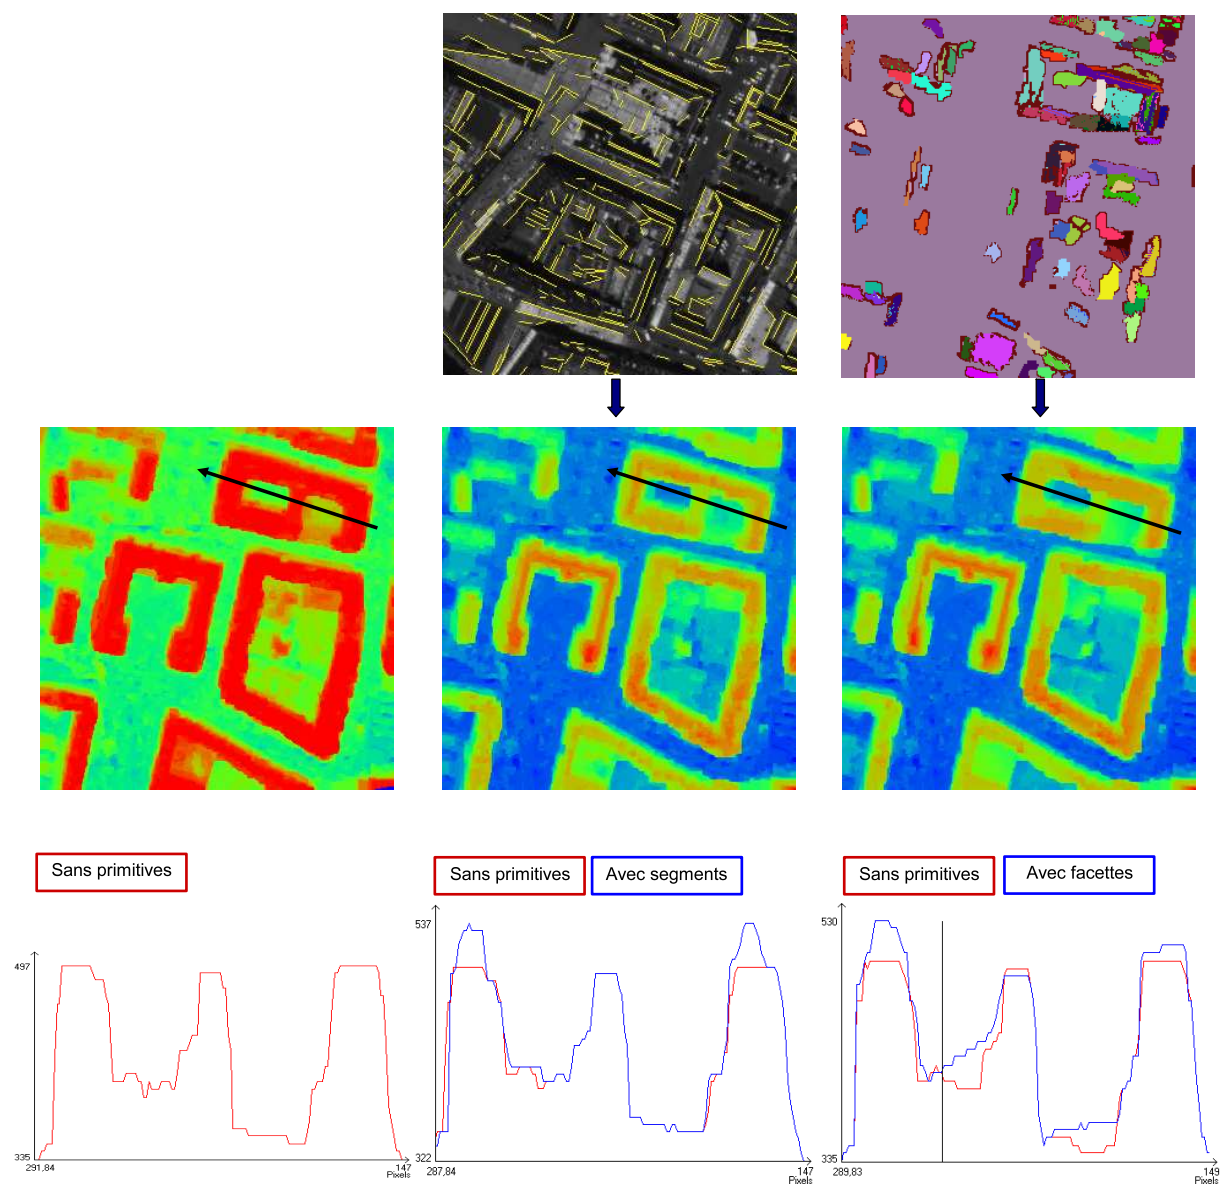 Sans primitives
Sans primitives Avec segments
Sans primitives Avec facettes
497
335
291,84
147
Pixels
537
322
287,84
147
Pixels
530
335
289,83
149
Pixels